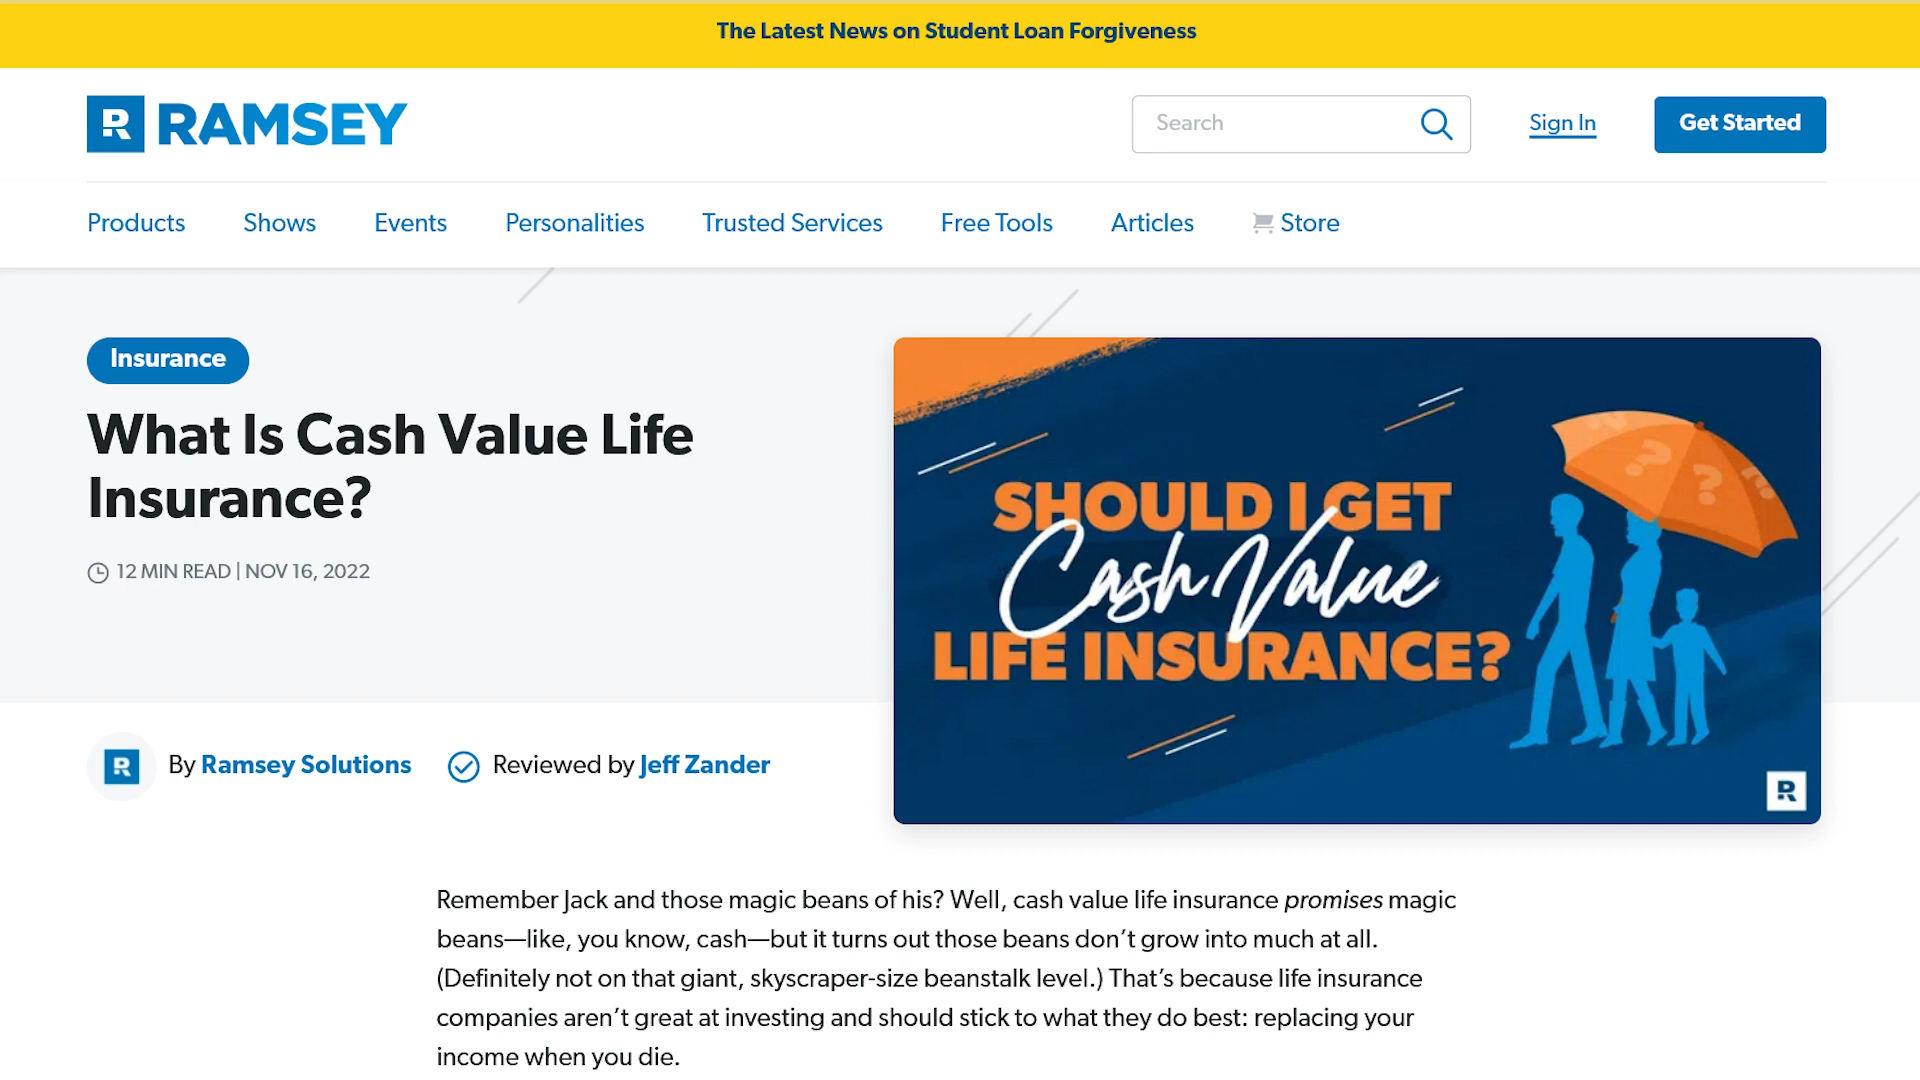 The Latest News on Student Loan Forgiveness
R RAMSEY
Search
Sign In
Get Started
Products
Shows
Events
Personalities
Trusted Services
Free Tools
Articles
Store
Insurance
What Is Cash Value Life
Insurance?
12 MIN READ | NOV 16, 2022
SHOULD I GET
Cash Value
LIFE INSURANCE?
? ? ?
R
R
By Ramsey Solutions
Reviewed by Jeff Zander
Remember Jack and those magic beans of his? Well, cash value life insurance promises magic
beans—like, you know, cash—but it turns out those beans don’t grow into much at all.
(Definitely not on that giant, skyscraper-size beanstalk level.) That’s because life insurance
companies aren’t great at investing and should stick to what they do best: replacing your
income when you die.